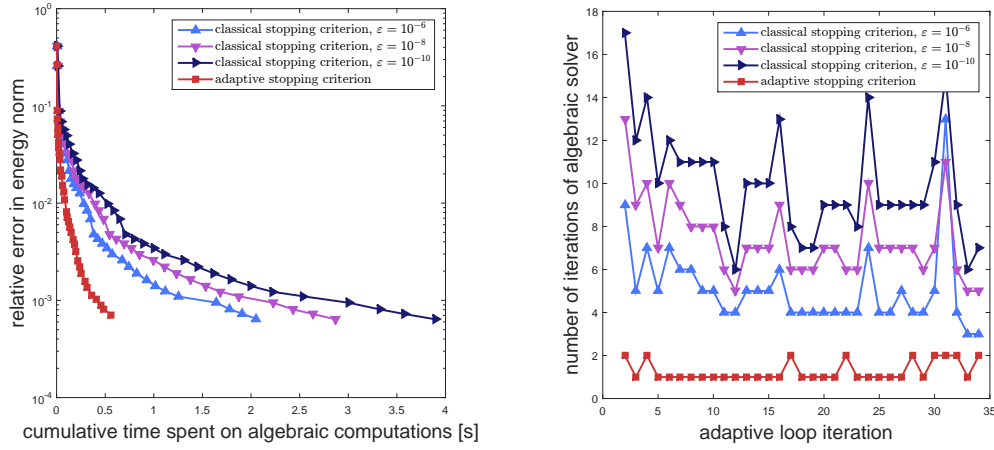 classical stopping criterion, ε = 10⁻⁶
classical stopping criterion, ε = 10⁻⁸
classical stopping criterion, ε = 10⁻¹⁰
adaptive stopping criterion
10⁰
10⁻¹
10⁻²
10⁻³
10⁻⁴
relative error in energy norm
0 0.5 1 1.5 2 2.5 3 3.5 4
cumulative time spent on algebraic computations [s]
classical stopping criterion, ε = 10⁻⁶
classical stopping criterion, ε = 10⁻⁸
classical stopping criterion, ε = 10⁻¹⁰
adaptive stopping criterion
18
16
14
12
10
8
6
4
2
0
number of iterations of algebraic solver
0 5 10 15 20 25 30 35
adaptive loop iteration